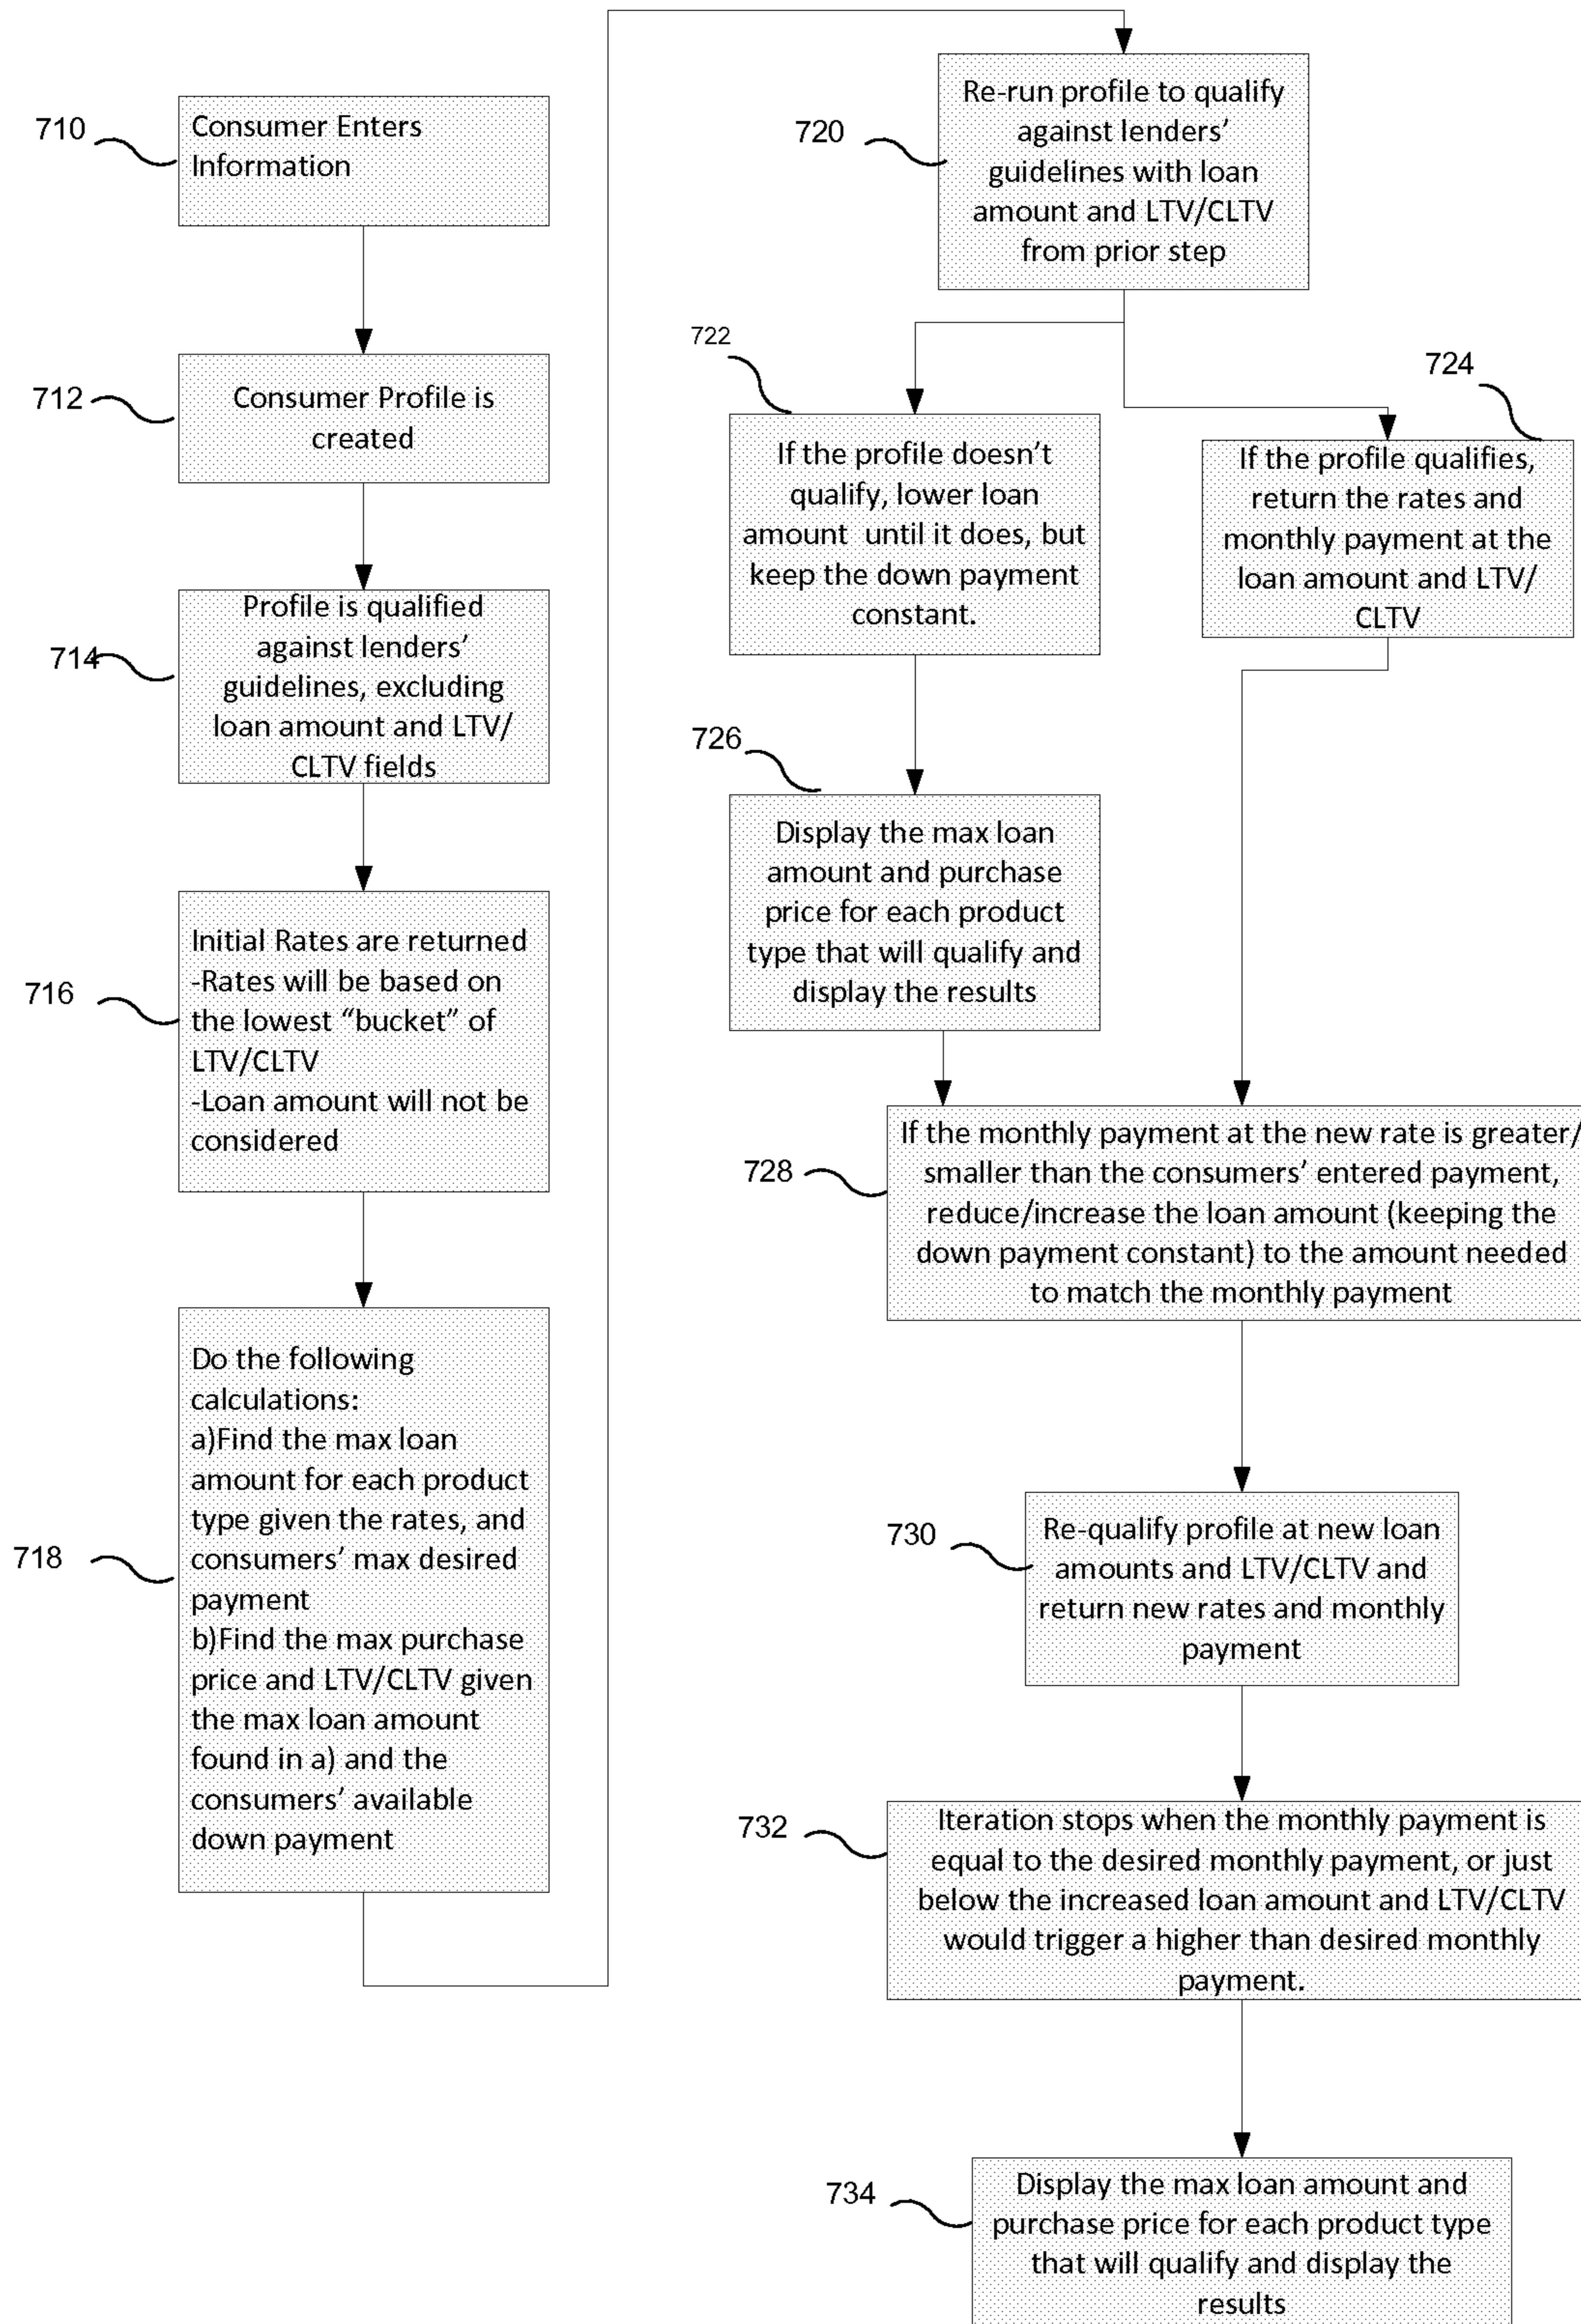 710
Consumer Enters
Information
712
Consumer Profile is
created
714
Profile is qualified
against lenders’
guidelines, excluding
loan amount and LTV/
CLTV fields
716
Initial Rates are returned
-Rates will be based on
the lowest “bucket” of
LTV/CLTV
-Loan amount will not be
considered
718
Do the following
calculations:
a)Find the max loan
amount for each product
type given the rates, and
consumers’ max desired
payment
b)Find the max purchase
price and LTV/CLTV given
the max loan amount
found in a) and the
consumers’ available
down payment
720
Re-run profile to qualify
against lenders’
guidelines with loan
amount and LTV/CLTV
from prior step
722
If the profile doesn’t
qualify, lower loan
amount until it does, but
keep the down payment
constant.
724
If the profile qualifies,
return the rates and
monthly payment at the
loan amount and LTV/
CLTV
726
Display the max loan
amount and purchase
price for each product
type that will qualify and
display the results
728
If the monthly payment at the new rate is greater/
smaller than the consumers’ entered payment,
reduce/increase the loan amount (keeping the
down payment constant) to the amount needed
to match the monthly payment
730
Re-qualify profile at new loan
amounts and LTV/CLTV and
return new rates and monthly
payment
732
Iteration stops when the monthly payment is
equal to the desired monthly payment, or just
below the increased loan amount and LTV/CLTV
would trigger a higher than desired monthly
payment.
734
Display the max loan amount and
purchase price for each product type
that will qualify and display the
results